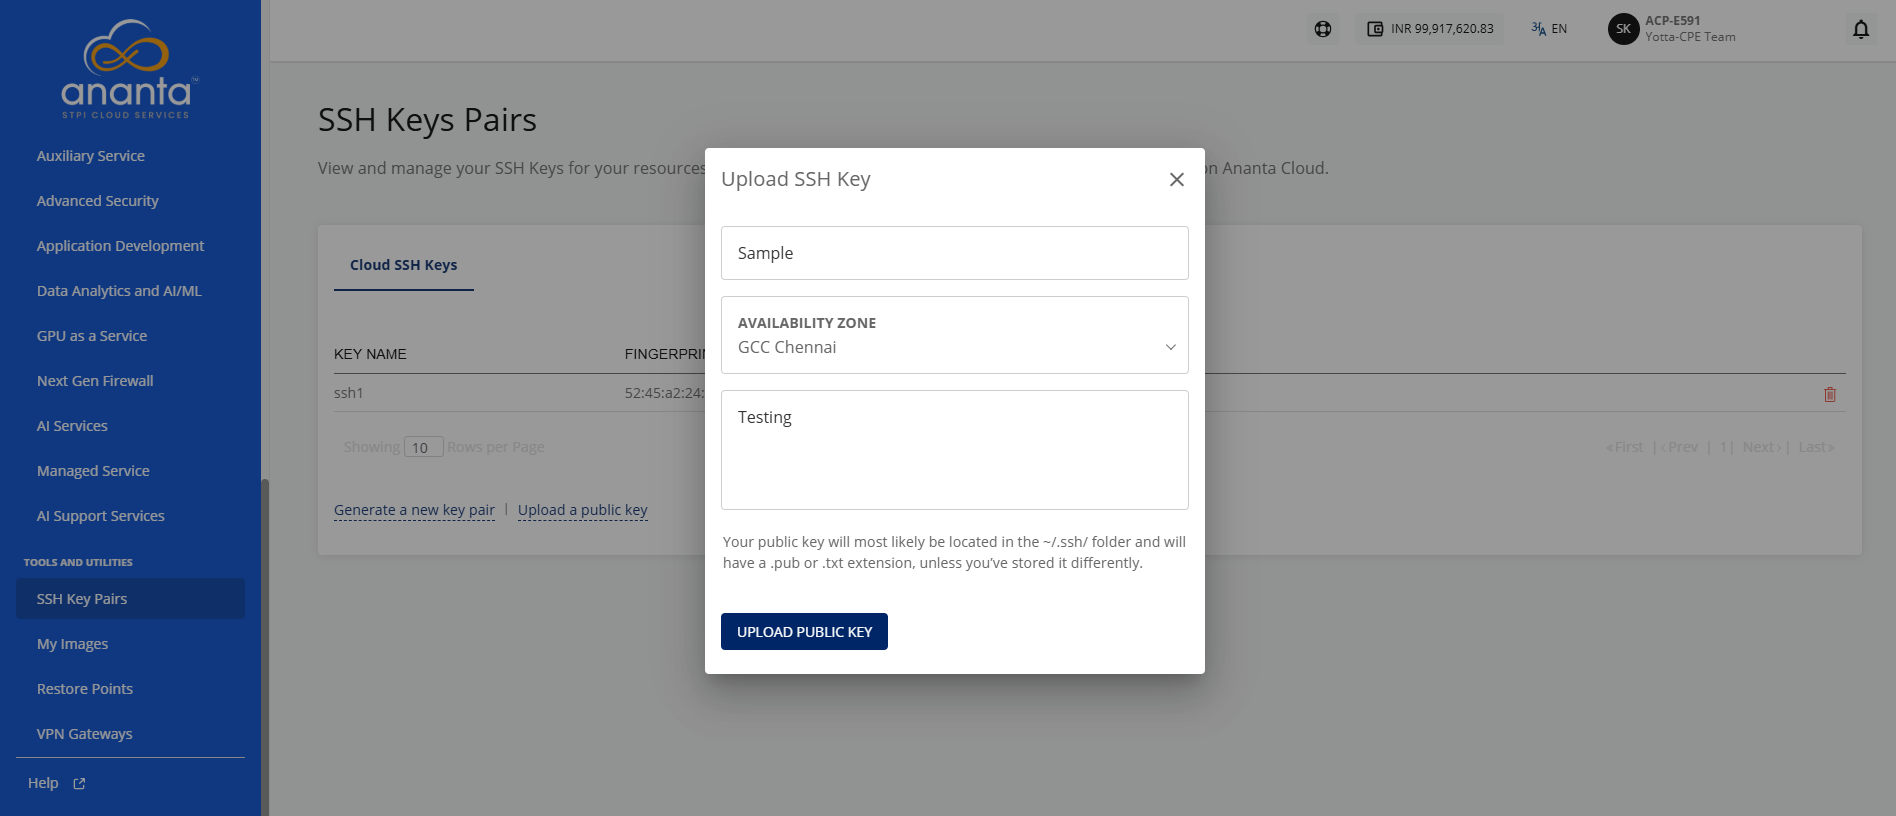 ananta
STPI CLOUD SERVICES
Auxiliary Service
Advanced Security
Application Development
Data Analytics and AI/ML
GPU as a Service
Next Gen Firewall
AI Services
Managed Service
AI Support Services
TOOLS AND UTILITIES
SSH Key Pairs
My Images
Restore Points
VPN Gateways
Help
INR 99,917,620.83
EN
SK
ACP-E591
Yotta-CPE Team
SSH Keys Pairs
View and manage your SSH Keys for your resources
on Ananta Cloud.
Cloud SSH Keys
KEY NAME
ssh1
52:45:a2:24:
Showing 10 Rows per Page
«First | ‹Prev | 1 | Next› | Last»
Generate a new key pair | Upload a public key
Upload SSH Key
Sample
AVAILABILITY ZONE
GCC Chennai
Testing
Your public key will most likely be located in the ~/.ssh/ folder and will
have a .pub or .txt extension, unless you’ve stored it differently.
UPLOAD PUBLIC KEY